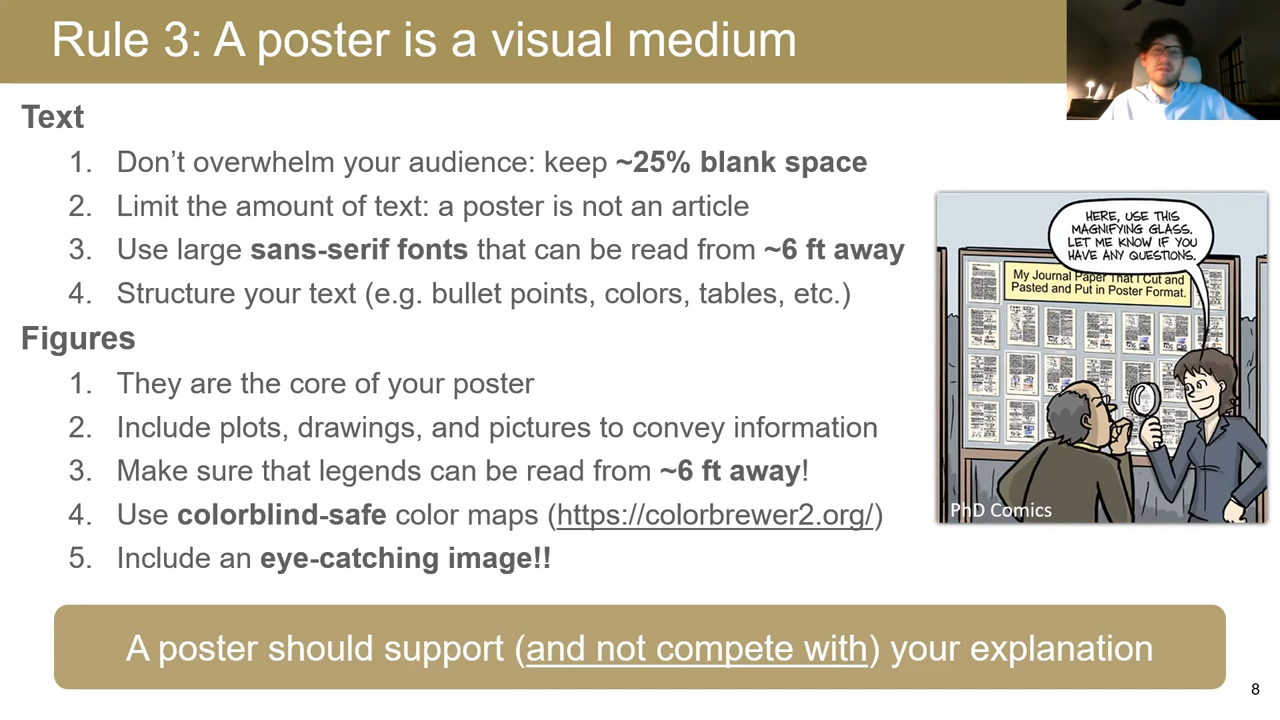 Rule 3: A poster is a visual medium
Text
1. Don’t overwhelm your audience: keep ~25% blank space
2. Limit the amount of text: a poster is not an article
3. Use large sans-serif fonts that can be read from ~6 ft away
4. Structure your text (e.g. bullet points, colors, tables, etc.)
Figures
1. They are the core of your poster
2. Include plots, drawings, and pictures to convey information
3. Make sure that legends can be read from ~6 ft away!
4. Use colorblind-safe color maps (https://colorbrewer2.org/)
5. Include an eye-catching image!!
HERE, USE THIS
MAGNIFYING GLASS.
LET ME KNOW IF YOU
HAVE ANY QUESTIONS.
My Journal Paper That I Cut and
Pasted and Put in Poster Format.
PhD Comics
A poster should support (and not compete with) your explanation
8